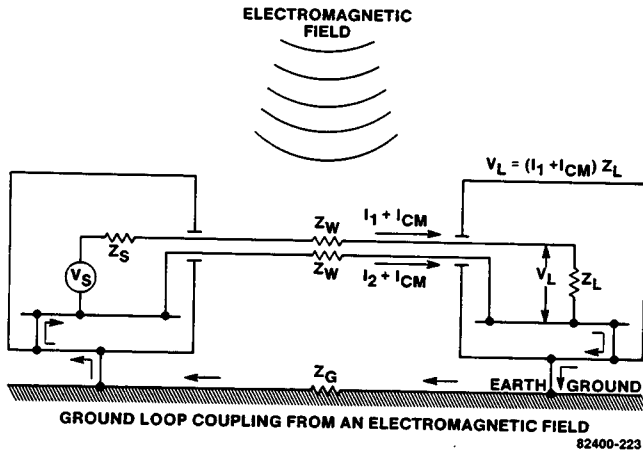 ELECTROMAGNETIC
FIELD
V_L = (I_1 + I_CM) Z_L
Z_W
I_1 + I_CM
Z_S
Z_W
I_2 + I_CM
V_S
V_L
Z_L
Z_G
EARTH GROUND
GROUND LOOP COUPLING FROM AN ELECTROMAGNETIC FIELD
82400-223